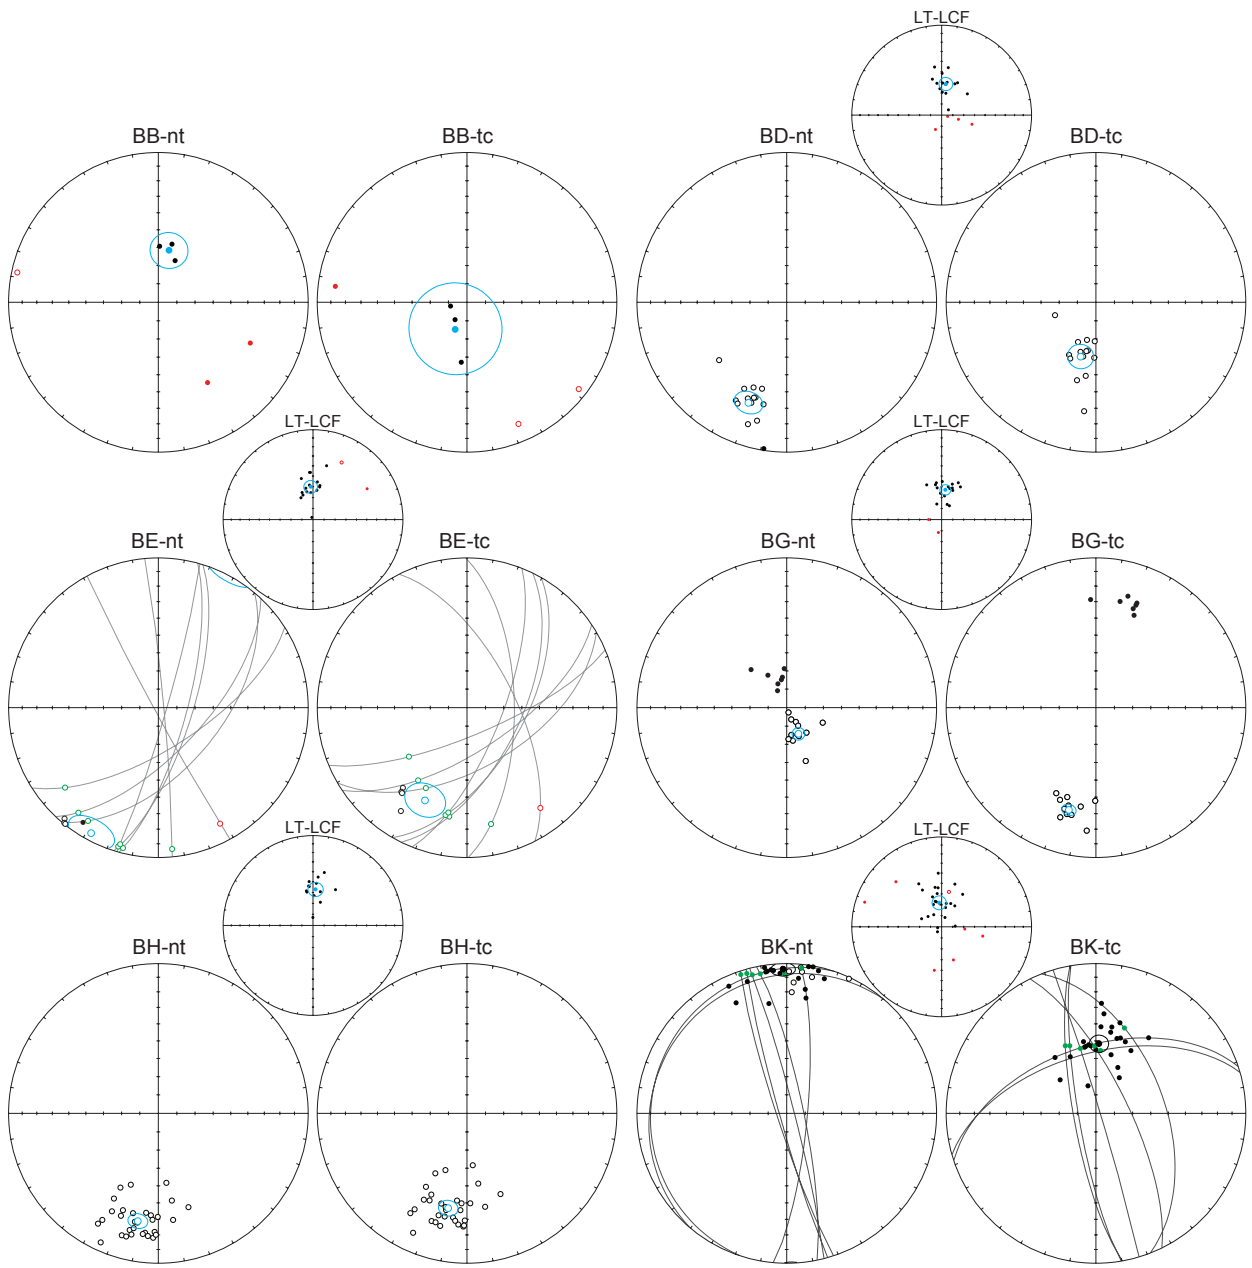 LT-LCF
BB-nt
BB-tc
BD-nt
BD-tc
LT-LCF
LT-LCF
BE-nt
BE-tc
BG-nt
BG-tc
LT-LCF
LT-LCF
BH-nt
BH-tc
BK-nt
BK-tc